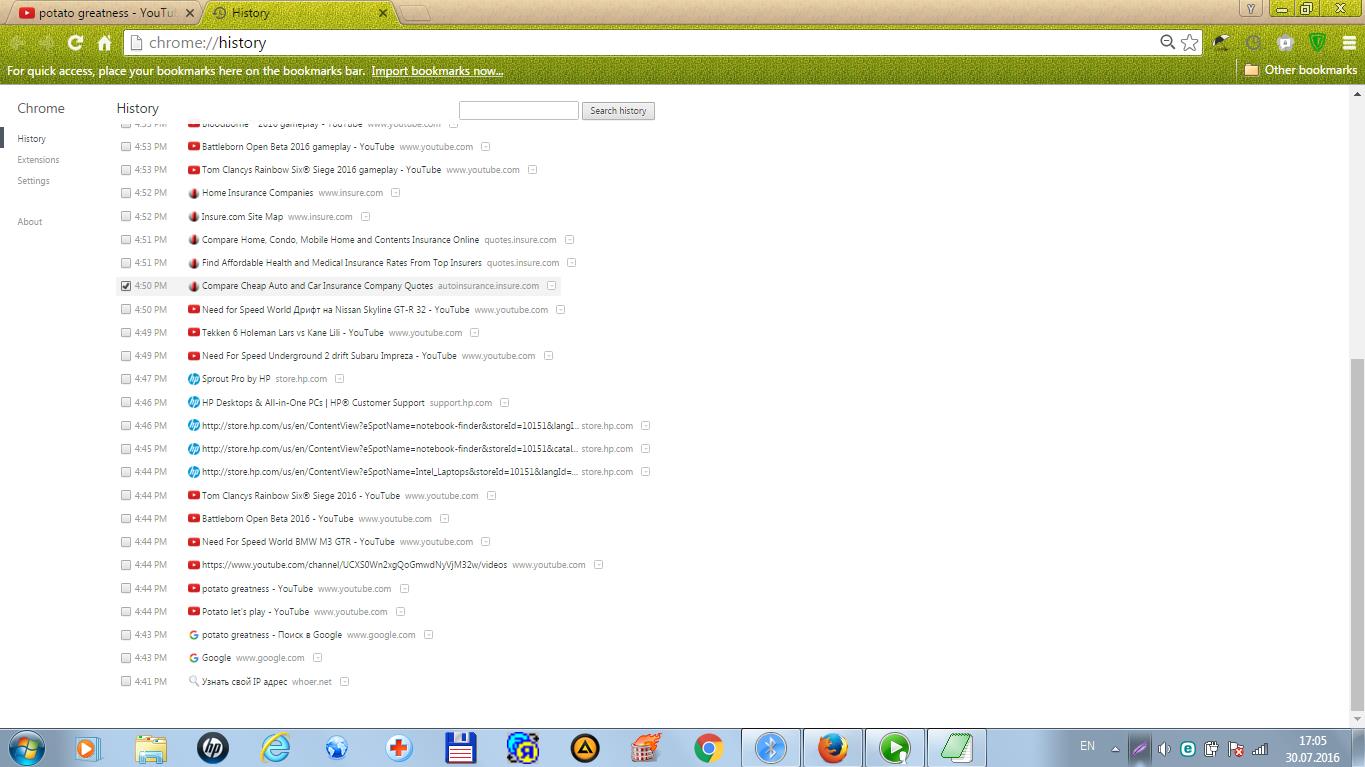 potato greatness - YouTu
History
chrome://history
For quick access, place your bookmarks here on the bookmarks bar. Import bookmarks now...
Other bookmarks
Chrome
History
Search history
History
Extensions
Settings
About
4:53 PM Bloodborne - 2016 gameplay - YouTube www.youtube.com
4:53 PM Battleborn Open Beta 2016 gameplay - YouTube www.youtube.com
4:53 PM Tom Clancys Rainbow Six® Siege 2016 gameplay - YouTube www.youtube.com
4:52 PM Home Insurance Companies www.insure.com
4:52 PM Insure.com Site Map www.insure.com
4:51 PM Compare Home, Condo, Mobile Home and Contents Insurance Online quotes.insure.com
4:51 PM Find Affordable Health and Medical Insurance Rates From Top Insurers quotes.insure.com
4:50 PM Compare Cheap Auto and Car Insurance Company Quotes autoinsurance.insure.com
4:50 PM Need for Speed World Дрифт на Nissan Skyline GT-R 32 - YouTube www.youtube.com
4:49 PM Tekken 6 Holeman Lars vs Kane Lili - YouTube www.youtube.com
4:49 PM Need For Speed Underground 2 drift Subaru Impreza - YouTube www.youtube.com
4:47 PM Sprout Pro by HP store.hp.com
4:46 PM HP Desktops & All-in-One PCs | HP® Customer Support support.hp.com
4:46 PM http://store.hp.com/us/en/ContentView?eSpotName=notebook-finder&storeId=10151&langI... store.hp.com
4:45 PM http://store.hp.com/us/en/ContentView?eSpotName=notebook-finder&storeId=10151&catal... store.hp.com
4:44 PM http://store.hp.com/us/en/ContentView?eSpotName=Intel_Laptops&storeId=10151&langId=... store.hp.com
4:44 PM Tom Clancys Rainbow Six® Siege 2016 - YouTube www.youtube.com
4:44 PM Battleborn Open Beta 2016 - YouTube www.youtube.com
4:44 PM Need For Speed World BMW M3 GTR - YouTube www.youtube.com
4:44 PM https://www.youtube.com/channel/UCXS0Wn2xgQoGmwdNyVjM32w/videos www.youtube.com
4:44 PM potato greatness - YouTube www.youtube.com
4:44 PM Potato let's play - YouTube www.youtube.com
4:43 PM potato greatness - Поиск в Google www.google.com
4:43 PM Google www.google.com
4:41 PM Узнать свой IP адрес whoer.net
EN
17:05
30.07.2016